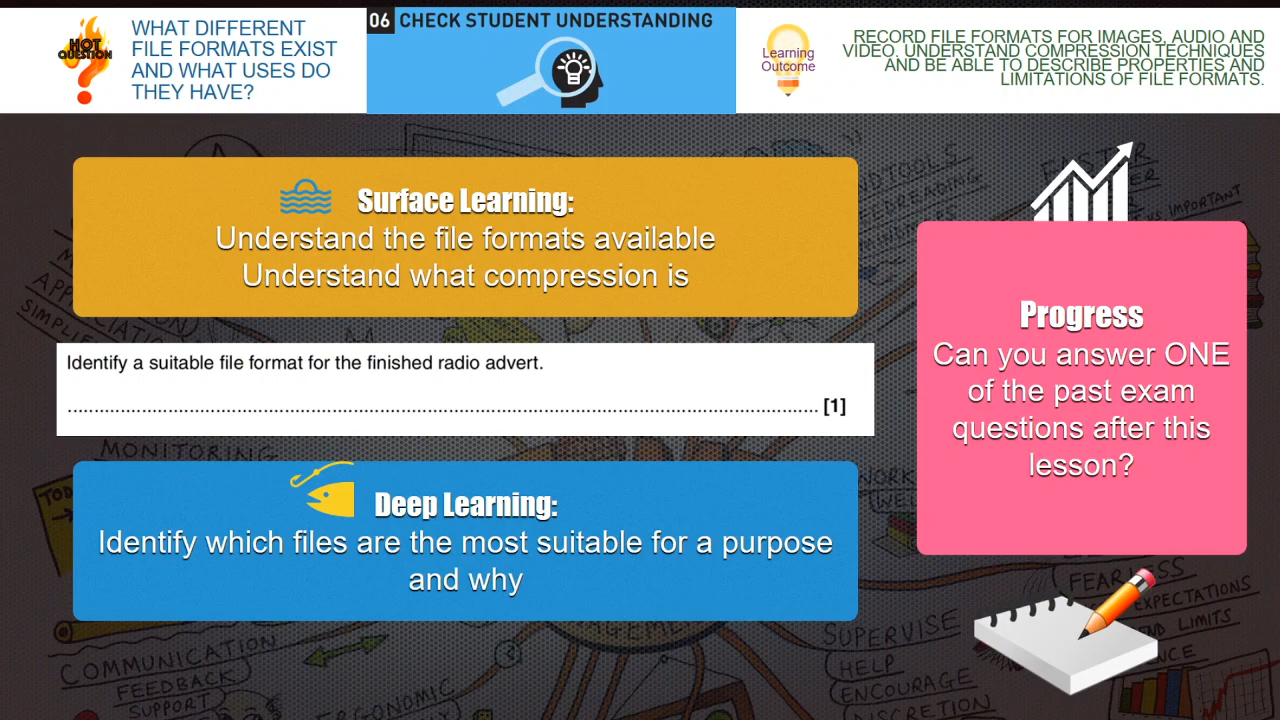 HOT
QUESTION
WHAT DIFFERENT
FILE FORMATS EXIST
AND WHAT USES DO
THEY HAVE?
06 CHECK STUDENT UNDERSTANDING
Learning
Outcome
RECORD FILE FORMATS FOR IMAGES, AUDIO AND
VIDEO. UNDERSTAND COMPRESSION TECHNIQUES
AND BE ABLE TO DESCRIBE PROPERTIES AND
LIMITATIONS OF FILE FORMATS.
Surface Learning:
Understand the file formats available
Understand what compression is
Identify a suitable file format for the finished radio advert.
[1]
Deep Learning:
Identify which files are the most suitable for a purpose
and why
Progress
Can you answer ONE
of the past exam
questions after this
lesson?
MONITORING
COMMUNICATION
FEEDBACK
SUPPORT
ERGONOMIC
SUPERVISE
HELP
ENCOURAGE
DISCRETION
FEARLESS
EXPECTATIONS
LIMITS
IMPORTANT